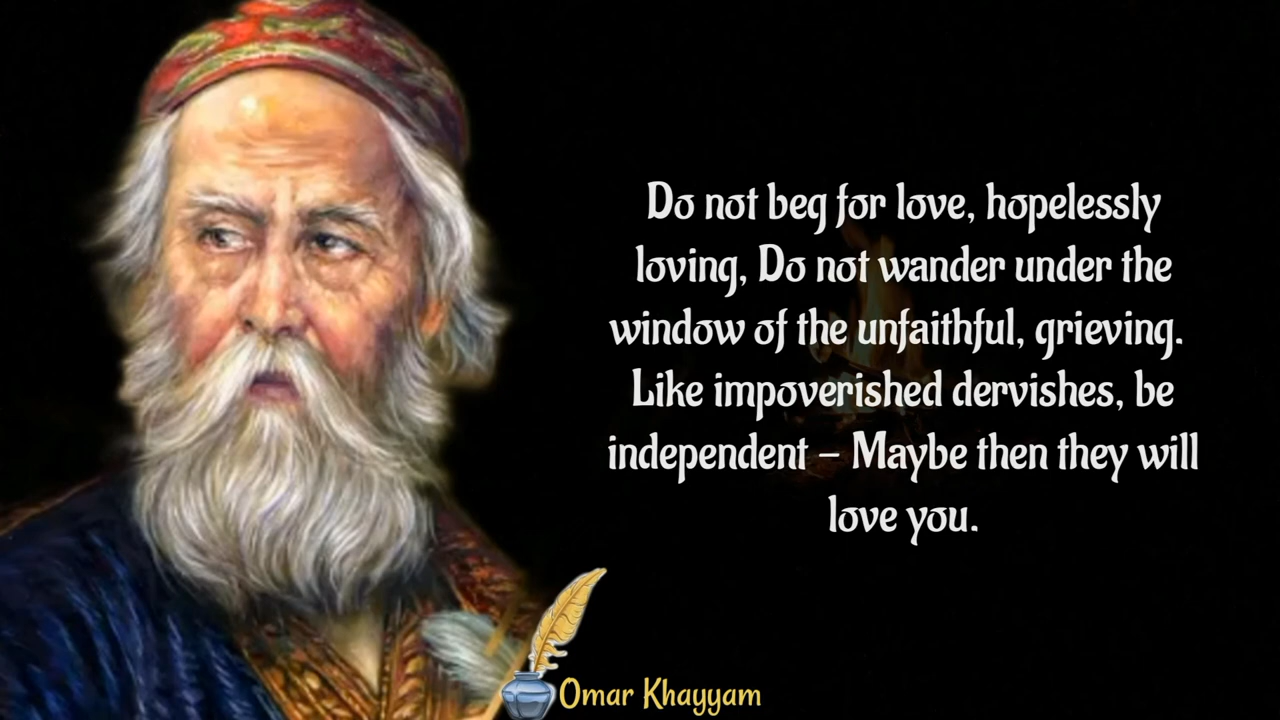 Do not beg for love, hopelessly
loving, Do not wander under the
window of the unfaithful, grieving.
Like impoverished dervishes, be
independent – Maybe then they will
love you.
Omar Khayyam